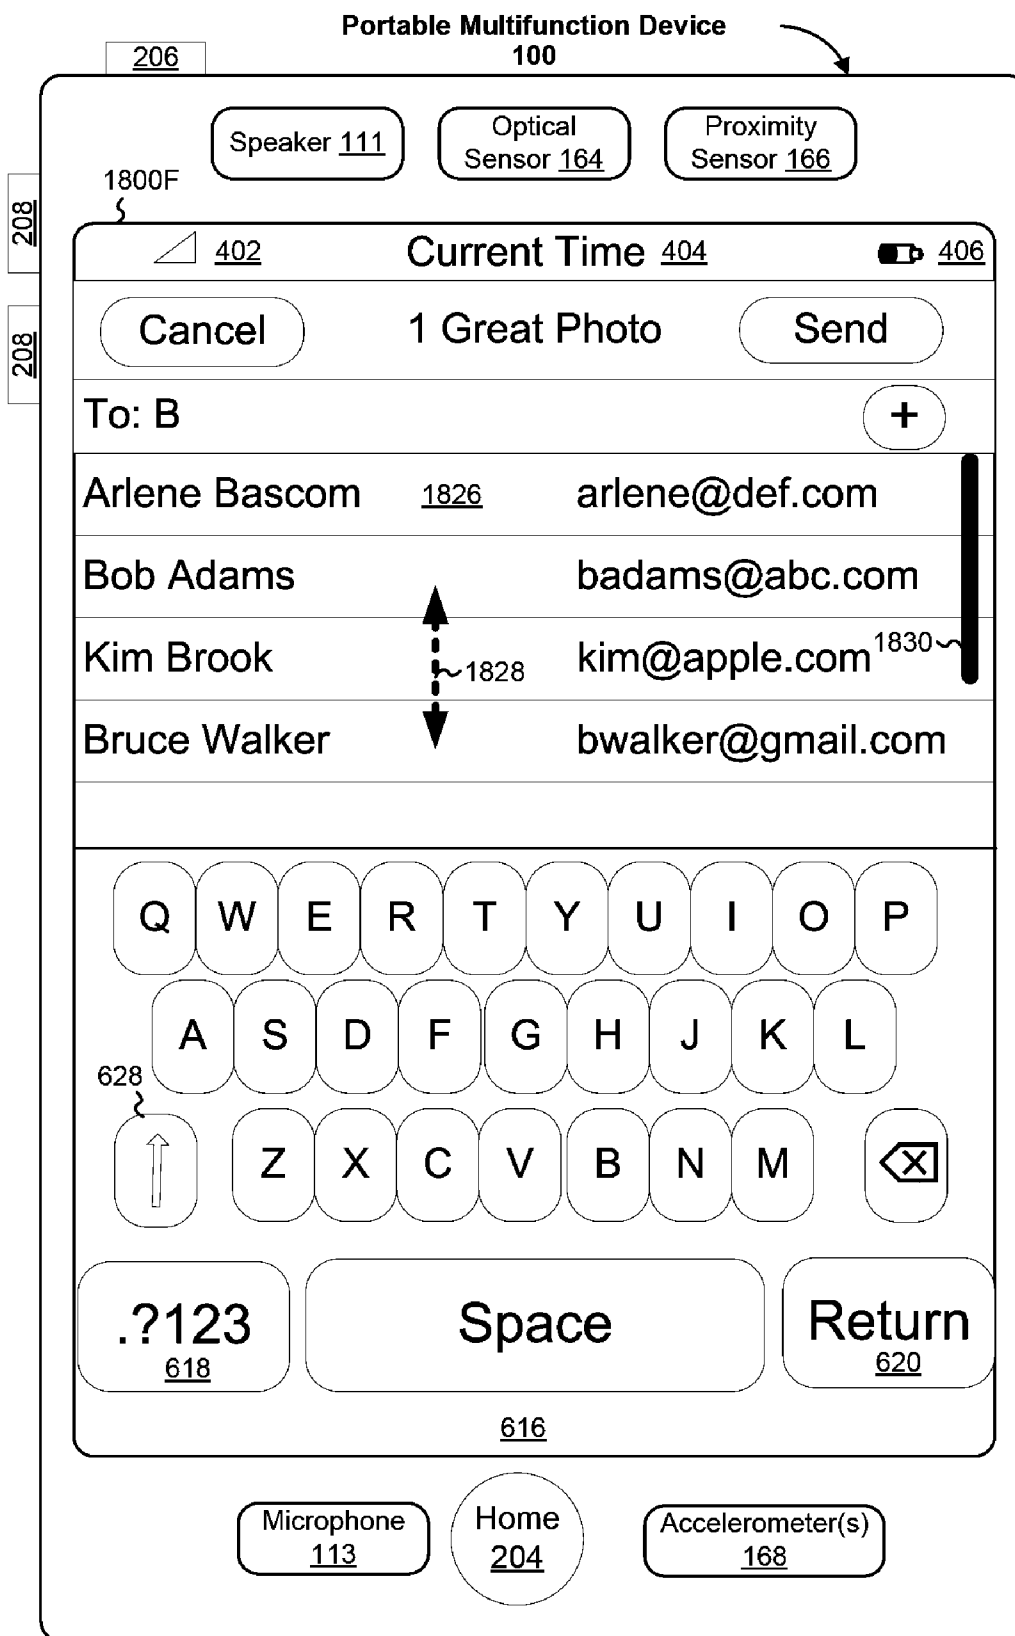 Portable Multifunction Device
100
206
Speaker 111
Optical
Sensor 164
Proximity
Sensor 166
1800F
208
402 Current Time 404 406
Cancel 1 Great Photo Send
208
To: B +
Arlene Bascom 1826 arlene@def.com
Bob Adams badams@abc.com
Kim Brook 1828 kim@apple.com 1830
Bruce Walker bwalker@gmail.com
Q W E R T Y U I O P
A S D F G H J K L
628
Z X C V B N M
.?123
618
Space
Return
620
616
Microphone
113
Home
204
Accelerometer(s)
168